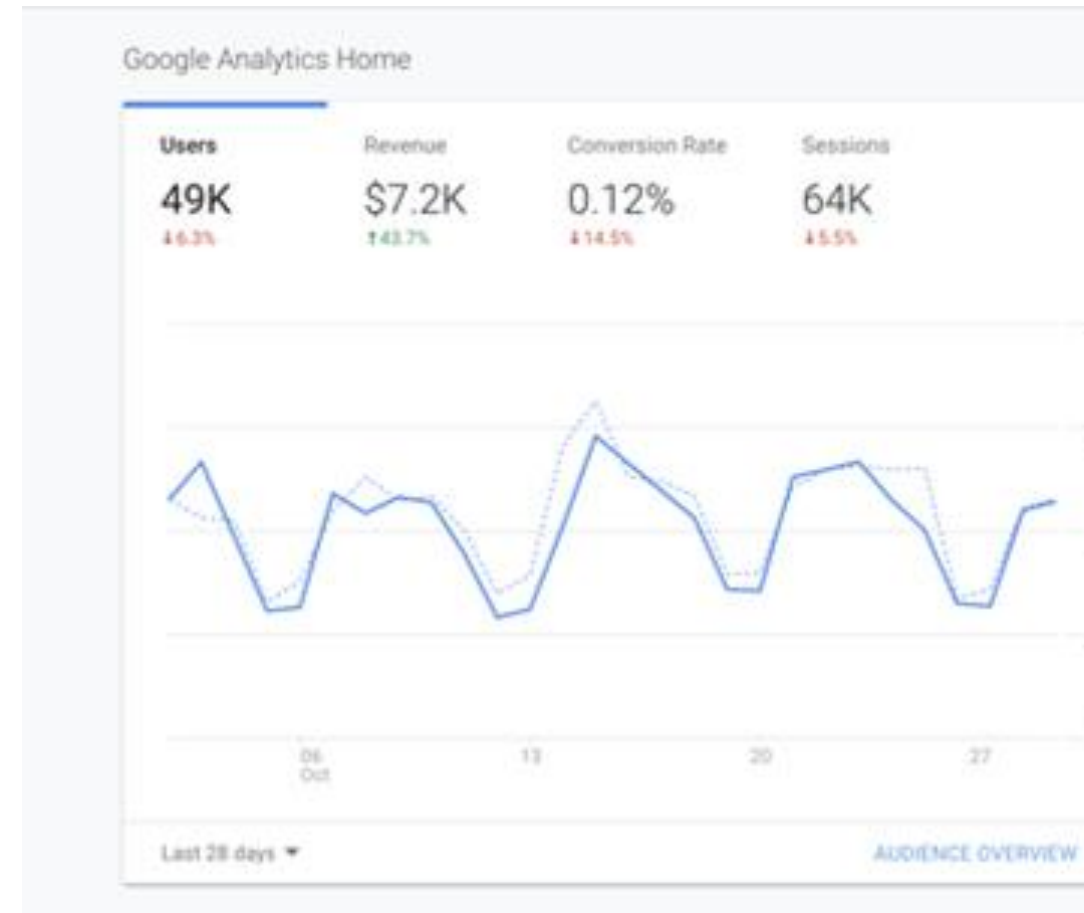 Google Analytics Home
Users Revenue Conversion Rate Sessions
49K $7.2K 0.12% 64K
↓6.3% ↑43.7% ↓14.5% ↓5.5%
06 13 20 27
Oct
Last 28 days AUDIENCE OVERVIEW